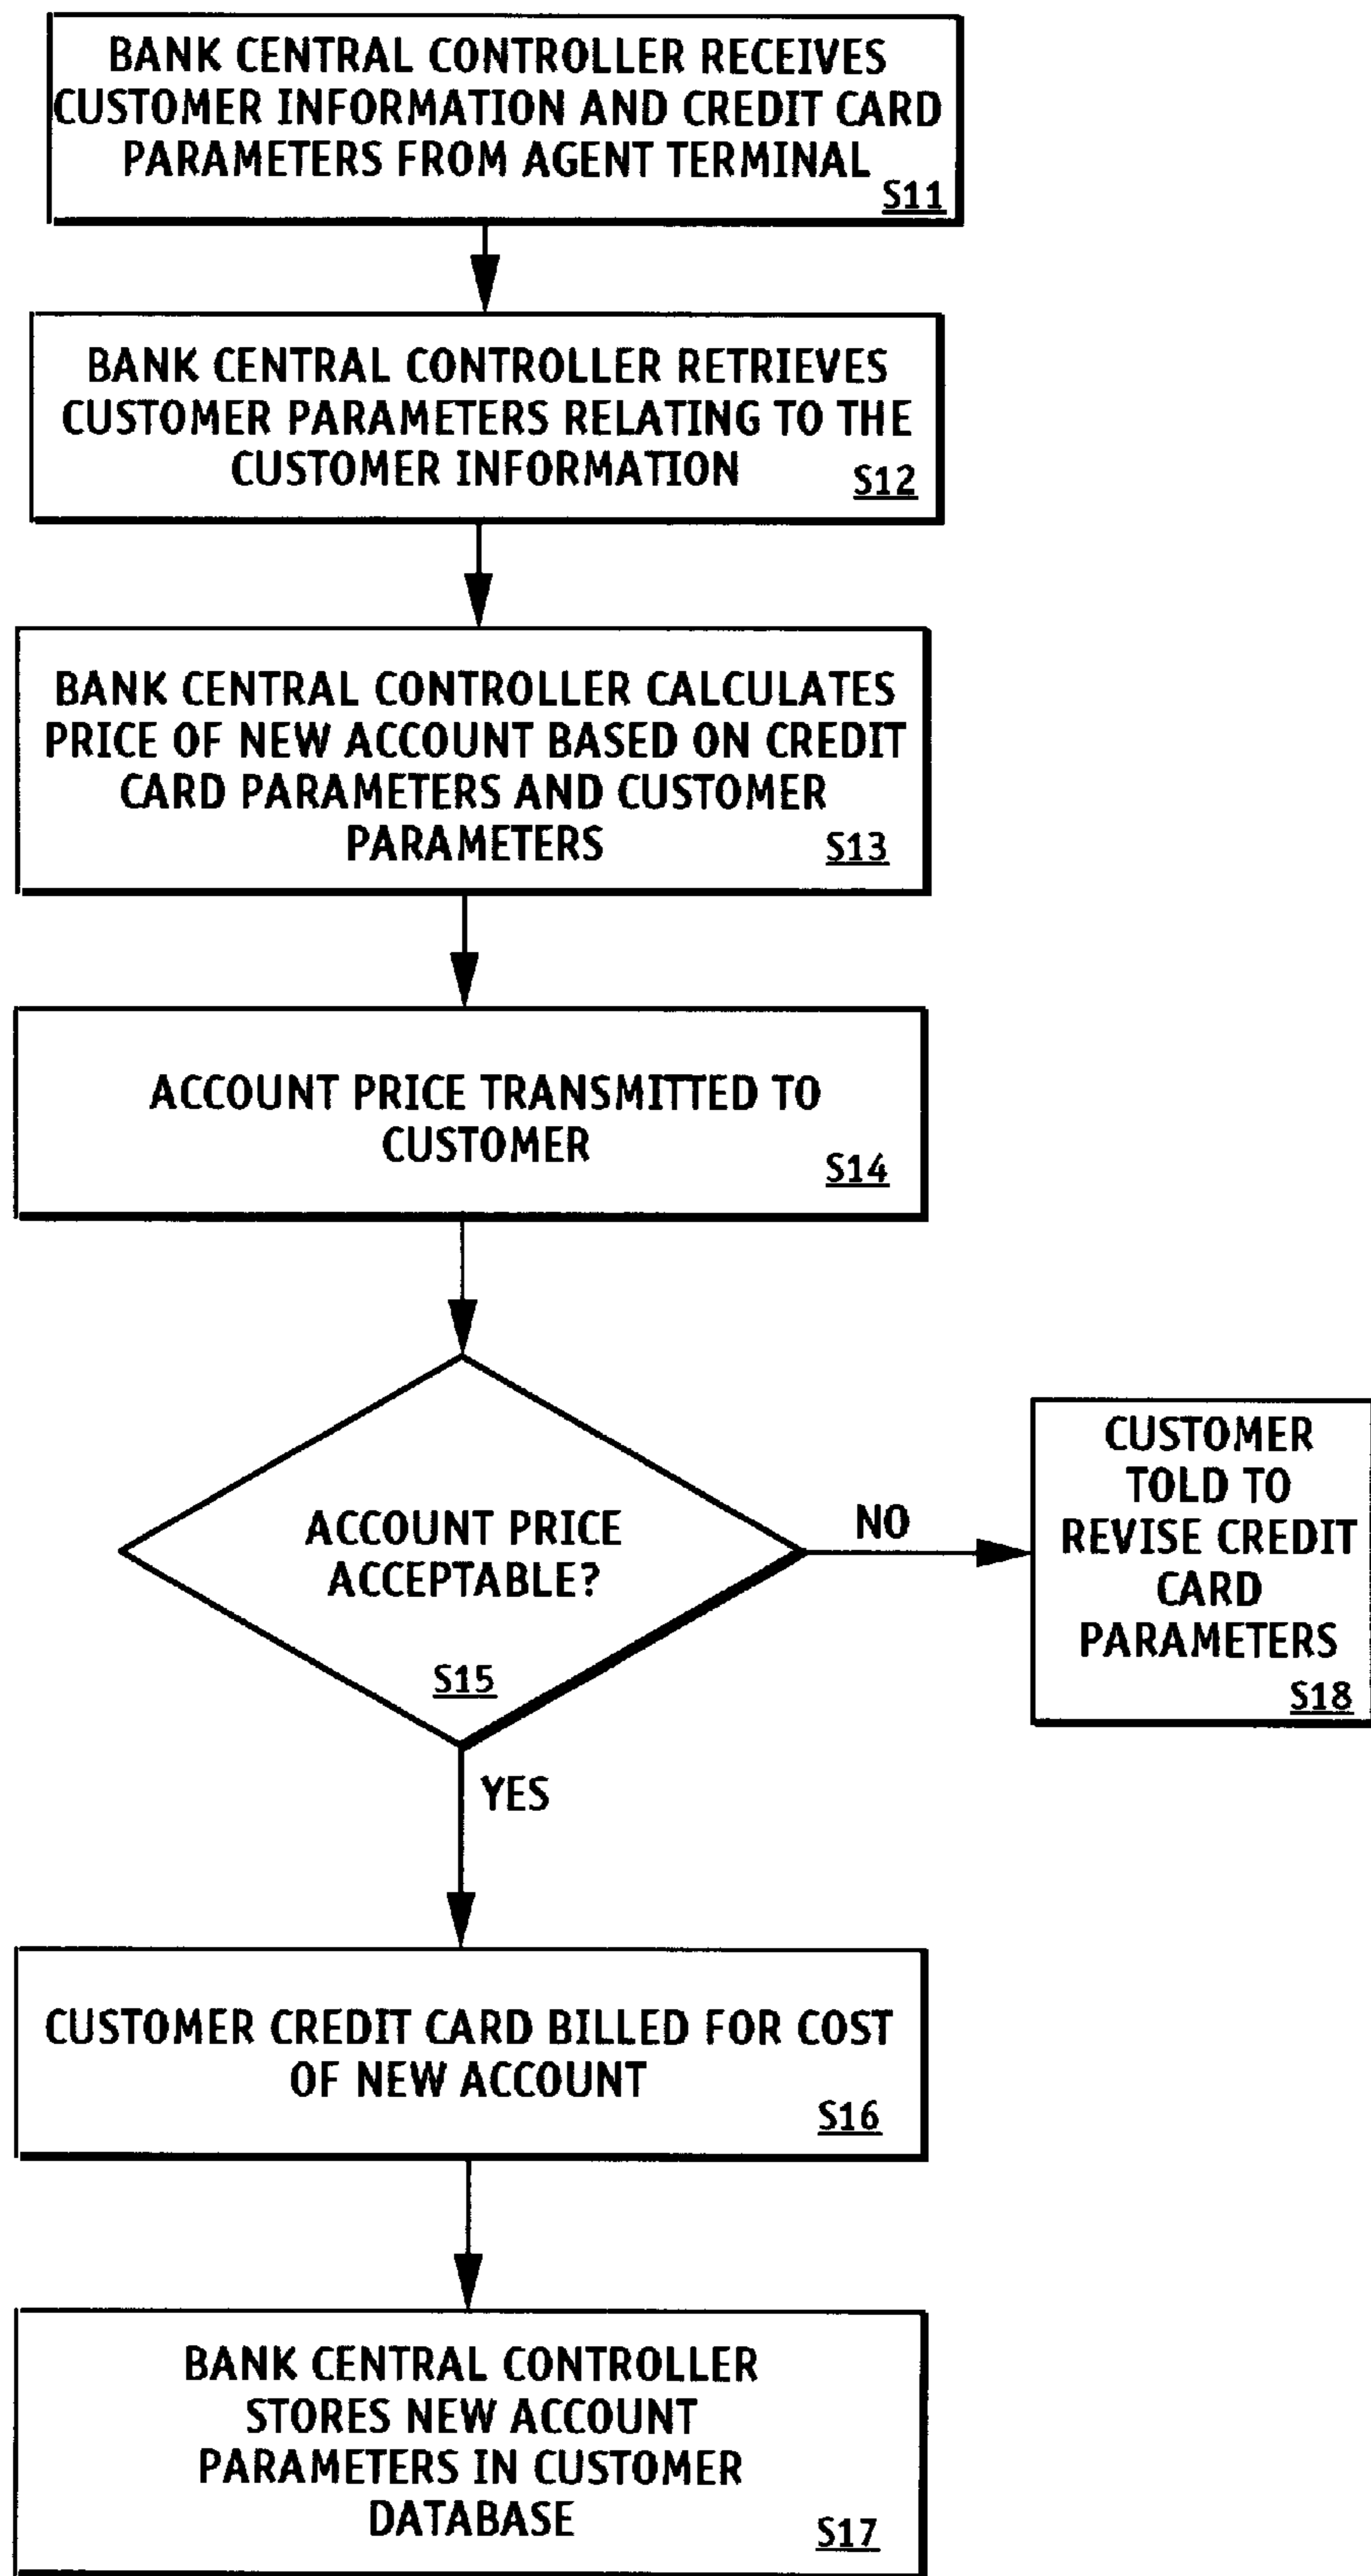 BANK CENTRAL CONTROLLER RECEIVES
CUSTOMER INFORMATION AND CREDIT CARD
PARAMETERS FROM AGENT TERMINAL
S11
BANK CENTRAL CONTROLLER RETRIEVES
CUSTOMER PARAMETERS RELATING TO THE
CUSTOMER INFORMATION
S12
BANK CENTRAL CONTROLLER CALCULATES
PRICE OF NEW ACCOUNT BASED ON CREDIT
CARD PARAMETERS AND CUSTOMER
PARAMETERS
S13
ACCOUNT PRICE TRANSMITTED TO
CUSTOMER
S14
ACCOUNT PRICE
ACCEPTABLE?
S15
NO
CUSTOMER
TOLD TO
REVISE CREDIT
CARD
PARAMETERS
S18
YES
CUSTOMER CREDIT CARD BILLED FOR COST
OF NEW ACCOUNT
S16
BANK CENTRAL CONTROLLER
STORES NEW ACCOUNT
PARAMETERS IN CUSTOMER
DATABASE
S17